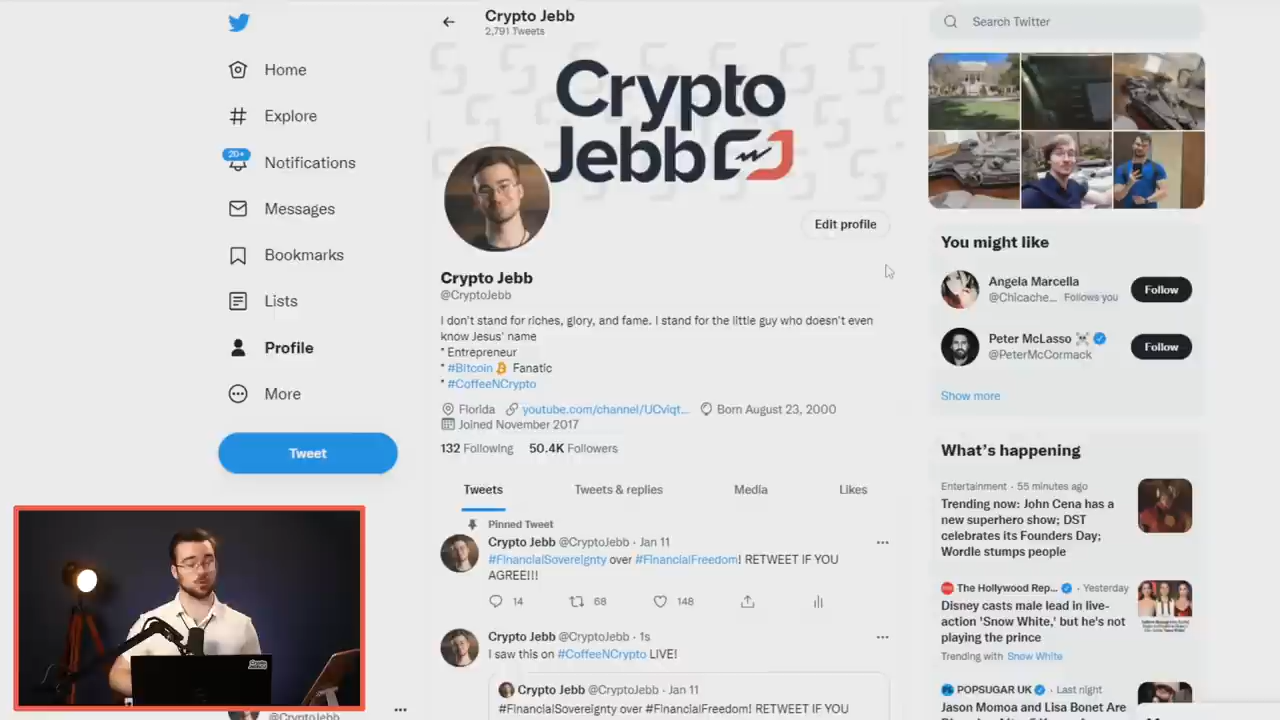 Crypto Jebb
2,791 Tweets
Search Twitter
Home
Explore
20+
Notifications
Messages
Bookmarks
Lists
Profile
More
Tweet
Crypto
Jebb
Edit profile
Crypto Jebb
@CryptoJebb
I don't stand for riches, glory, and fame. I stand for the little guy who doesn't even
know Jesus' name
* Entrepreneur
* #Bitcoin Fanatic
* #CoffeeNCrypto
Florida youtube.com/channel/UCviqt... Born August 23, 2000
Joined November 2017
132 Following 50.4K Followers
Tweets Tweets & replies Media Likes
Pinned Tweet
Crypto Jebb @CryptoJebb · Jan 11
#FinancialSovereignty over #FinancialFreedom! RETWEET IF YOU
AGREE!!!
14 68 148
Crypto Jebb @CryptoJebb · 1s
I saw this on #CoffeeNCrypto LIVE!
Crypto Jebb @CryptoJebb · Jan 11
#FinancialSovereignty over #FinancialFreedom! RETWEET IF YOU
You might like
Angela Marcella
@Chicache... Follows you
Follow
Peter McLasso
@PeterMcCormack
Follow
Show more
What's happening
Entertainment · 55 minutes ago
Trending now: John Cena has a
new superhero show; DST
celebrates its Founders Day;
Wordle stumps people
The Hollywood Rep... · Yesterday
Disney casts male lead in live-
action 'Snow White,' but he's not
playing the prince
Trending with Snow White
POPSUGAR UK · Last night
Jason Momoa and Lisa Bonet Are
@CryptoJebb